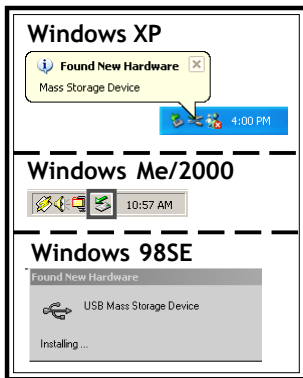 Windows XP
Found New Hardware
Mass Storage Device
4:00 PM
Windows Me/2000
10:57 AM
Windows 98SE
Found New Hardware
USB Mass Storage Device
Installing ...